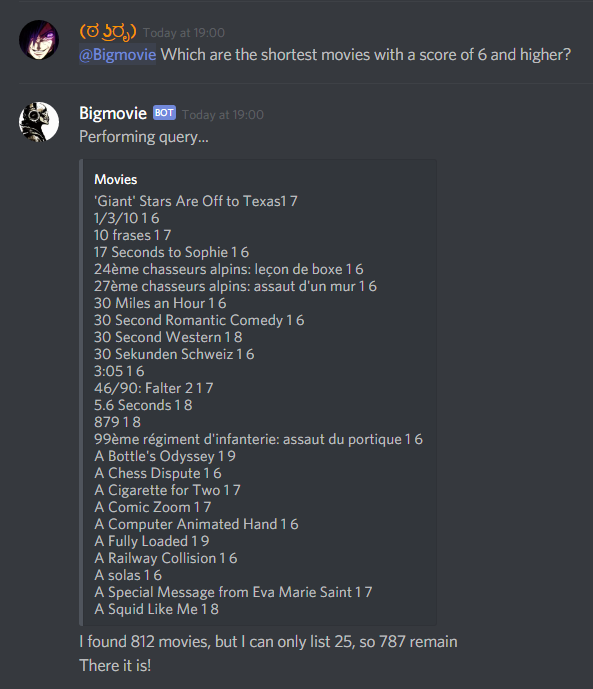 (ಠ ͜ʖರೃ) Today at 19:00
@Bigmovie Which are the shortest movies with a score of 6 and higher?
Bigmovie BOT Today at 19:00
Performing query...
Movies
'Giant' Stars Are Off to Texas1 7
1/3/10 1 6
10 frases 1 7
17 Seconds to Sophie 1 6
24ème chasseurs alpins: leçon de boxe 1 6
27ème chasseurs alpins: assaut d'un mur 1 6
30 Miles an Hour 1 6
30 Second Romantic Comedy 1 6
30 Second Western 1 8
30 Sekunden Schweiz 1 6
3:05 1 6
46/90: Falter 2 1 7
5.6 Seconds 1 8
879 1 8
99ème régiment d'infanterie: assaut du portique 1 6
A Bottle's Odyssey 1 9
A Chess Dispute 1 6
A Cigarette for Two 1 7
A Comic Zoom 1 7
A Computer Animated Hand 1 6
A Fully Loaded 1 9
A Railway Collision 1 6
A solas 1 6
A Special Message from Eva Marie Saint 1 7
A Squid Like Me 1 8
I found 812 movies, but I can only list 25, so 787 remain
There it is!